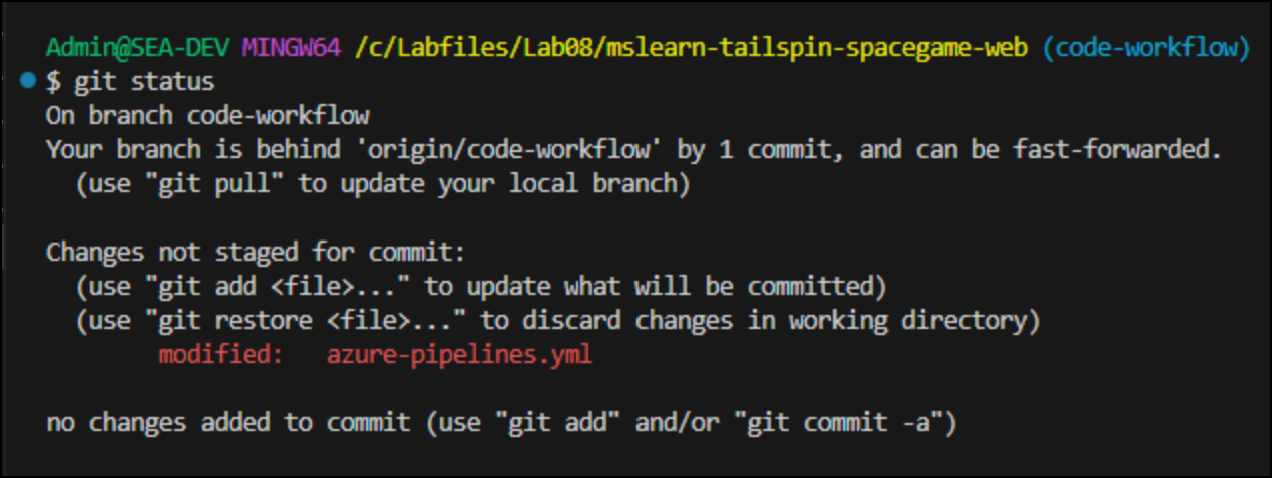 Admin@SEA-DEV MINGW64 /c/Labfiles/Lab08/mslearn-tailspin-spacegame-web (code-workflow)
$ git status
On branch code-workflow
Your branch is behind 'origin/code-workflow' by 1 commit, and can be fast-forwarded.
  (use "git pull" to update your local branch)

Changes not staged for commit:
  (use "git add <file>..." to update what will be committed)
  (use "git restore <file>..." to discard changes in working directory)
        modified:   azure-pipelines.yml

no changes added to commit (use "git add" and/or "git commit -a")